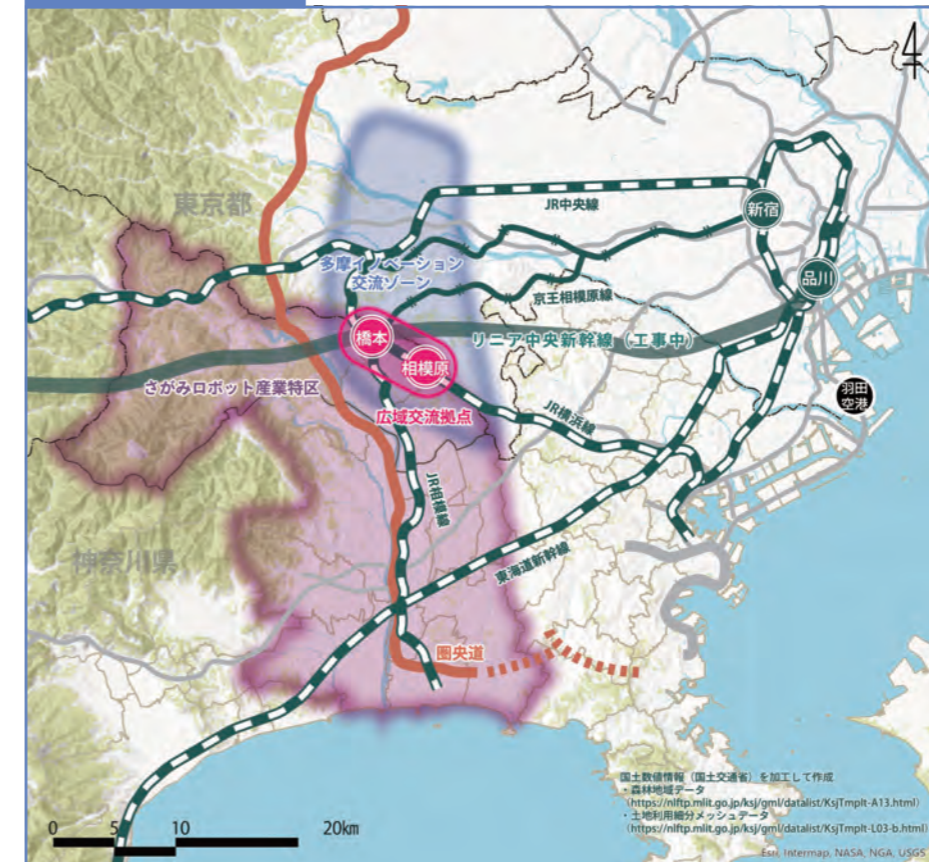 東京都
新宿
JR中央線
多摩イノベーション
交流ゾーン
品川
京王相模原線
橋本
リニア中央新幹線（工事中）
相模原
さがみロボット産業特区
羽田
空港
広域交流拠点
JR横浜線
JR相模線
神奈川県
東海道新幹線
圏央道
国土数値情報（国土交通省）を加工して作成
・森林地域データ
（https://nlftp.mlit.go.jp/ksj/gml/datalist/KsjTmplt-A13.html）
・土地利用細分メッシュデータ
（https://nlftp.mlit.go.jp/ksj/gml/datalist/KsjTmplt-L03-b.html）
0 5 10 20km
Esri, Intermap, NASA, NGA, USGS